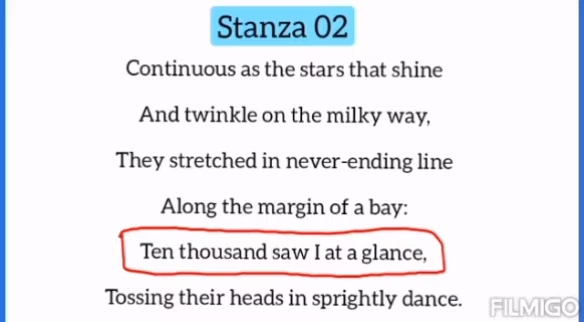 Stanza 02
Continuous as the stars that shine
And twinkle on the milky way,
They stretched in never-ending line
Along the margin of a bay:
Ten thousand saw I at a glance,
Tossing their heads in sprightly dance.
FILMIGO